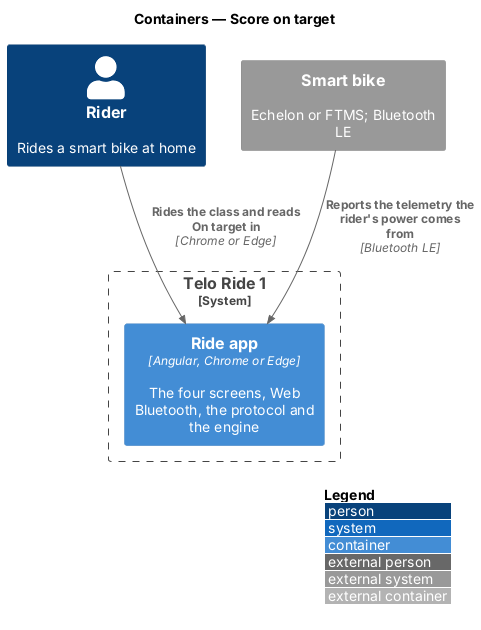 Containers — Score on target
Rider
Rides a smart bike at home
Smart bike
Echelon or FTMS; Bluetooth
LE
Rides the class and reads
On target in
[Chrome or Edge]
Reports the telemetry the
rider's power comes
from
[Bluetooth LE]
Telo Ride 1
[System]
Ride app
[Angular, Chrome or Edge]
The four screens, Web
Bluetooth, the protocol and
the engine
Legend
person
system
container
external person
external system
external container